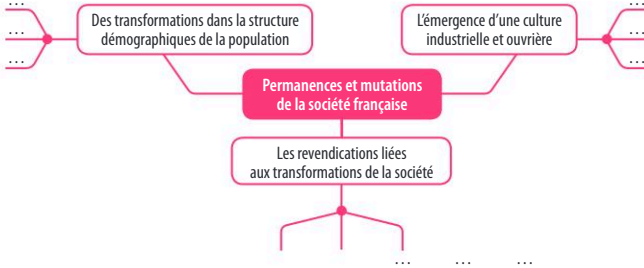 …
…
…
Des transformations dans la structure
démographiques de la population
L’émergence d’une culture
industrielle et ouvrière
…
…
…
Permanences et mutations
de la société française
Les revendications liées
aux transformations de la société
… … …